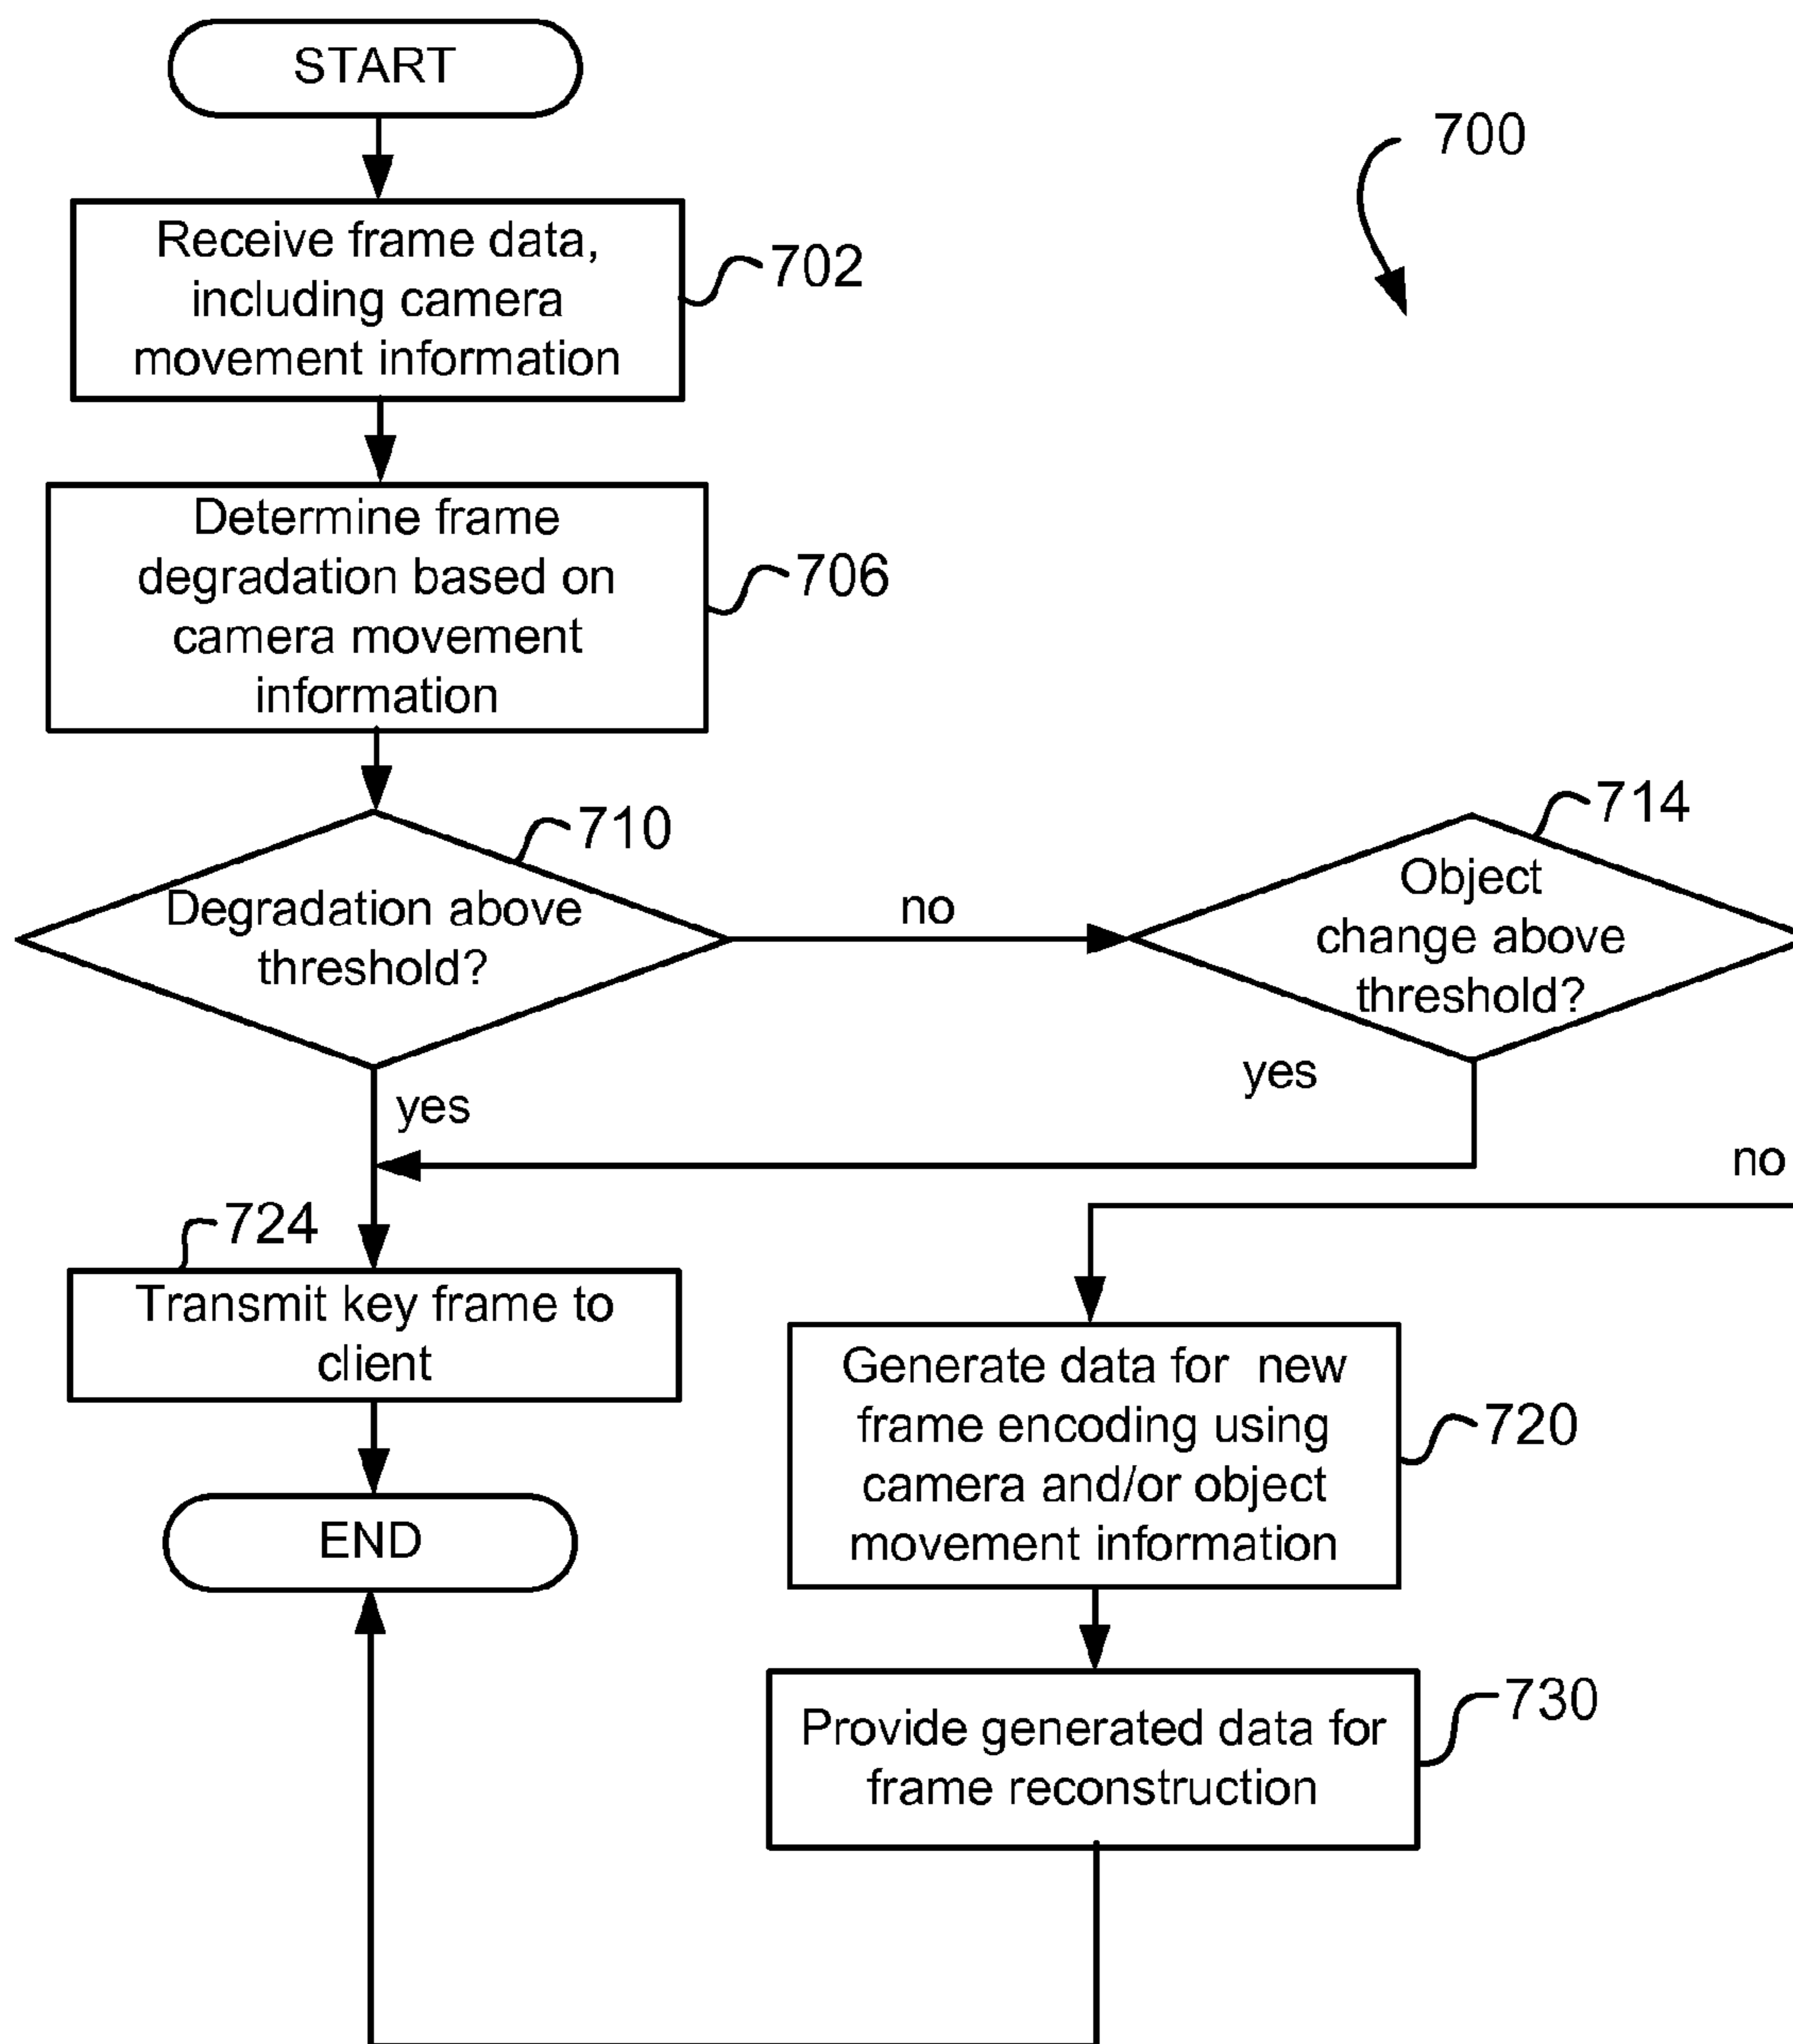 START
700
Receive frame data,
including camera
movement information
702
Determine frame
degradation based on
camera movement
information
706
710
Degradation above
threshold?
no
714
Object
change above
threshold?
yes
yes
no
724
Transmit key frame to
client
END
Generate data for new
frame encoding using
camera and/or object
movement information
720
Provide generated data for
frame reconstruction
730